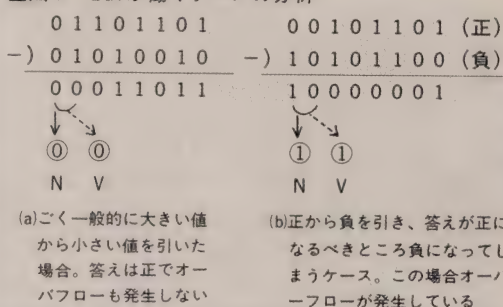 0 1 1 0 1 1 0 1
−) 0 1 0 1 0 0 1 0
0 0 0 1 1 0 1 1
⓪ ⓪
N V
(a)ごく一般的に大きい値
から小さい値を引いた
場合。答えは正でオー
バフローも発生しない
0 0 1 0 1 1 0 1 (正)
−) 1 0 1 0 1 1 0 0 (負)
1 0 0 0 0 0 0 1
① ①
N V
(b)正から負を引き、答えが正に
なるべきところ負になってし
まうケース。この場合オーバ
ーフローが発生している